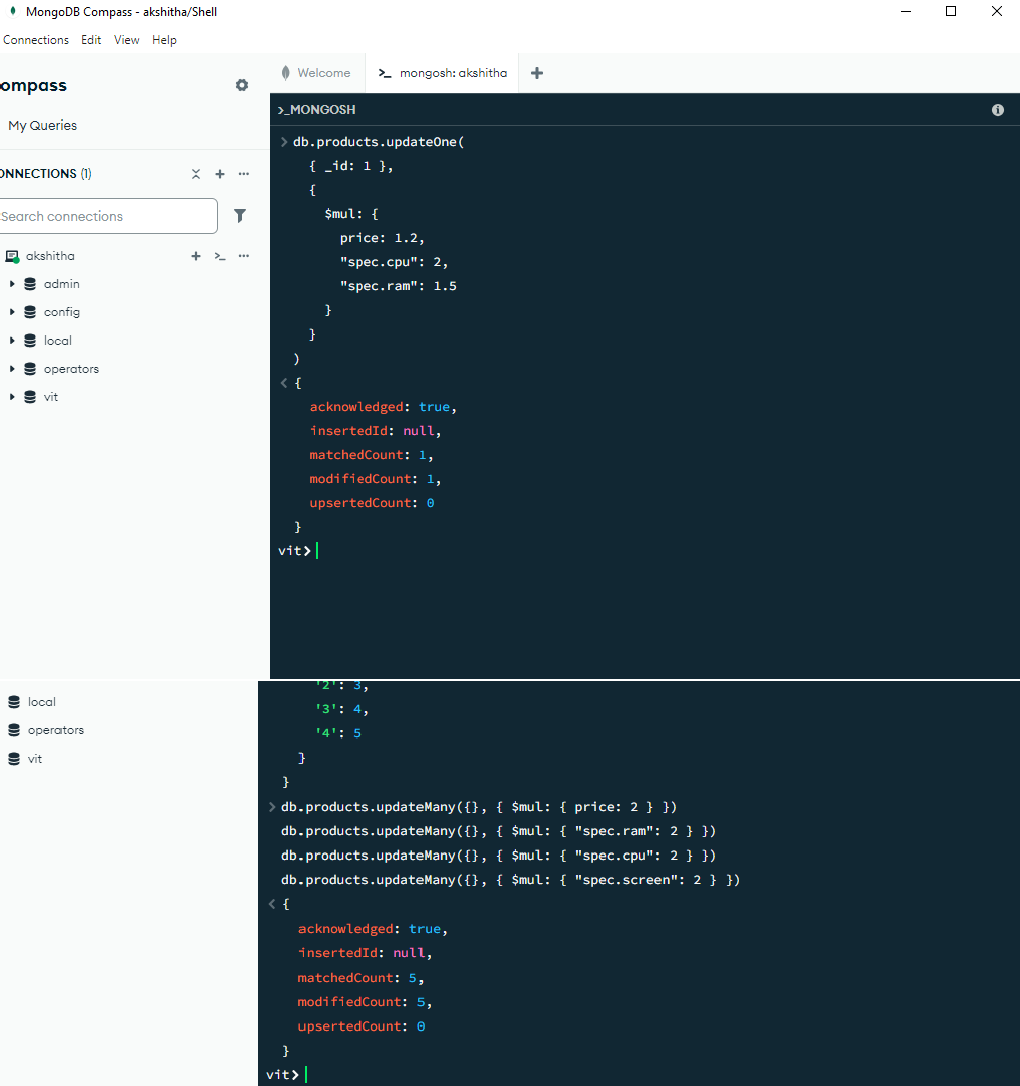 MongoDB Compass - akshitha/Shell
Connections Edit View Help
ompass
My Queries
ONNECTIONS (1)
Search connections
akshitha
admin
config
local
operators
vit
Welcome
>_ mongosh: akshitha
>_MONGOSH
> db.products.updateOne(
{ _id: 1 },
{
$mul: {
price: 1.2,
"spec.cpu": 2,
"spec.ram": 1.5
}
}
)
< {
acknowledged: true,
insertedId: null,
matchedCount: 1,
modifiedCount: 1,
upsertedCount: 0
}
vit>
local
operators
vit
'2': 3,
'3': 4,
'4': 5
}
}
> db.products.updateMany({}, { $mul: { price: 2 } })
db.products.updateMany({}, { $mul: { "spec.ram": 2 } })
db.products.updateMany({}, { $mul: { "spec.cpu": 2 } })
db.products.updateMany({}, { $mul: { "spec.screen": 2 } })
< {
acknowledged: true,
insertedId: null,
matchedCount: 5,
modifiedCount: 5,
upsertedCount: 0
}
vit>